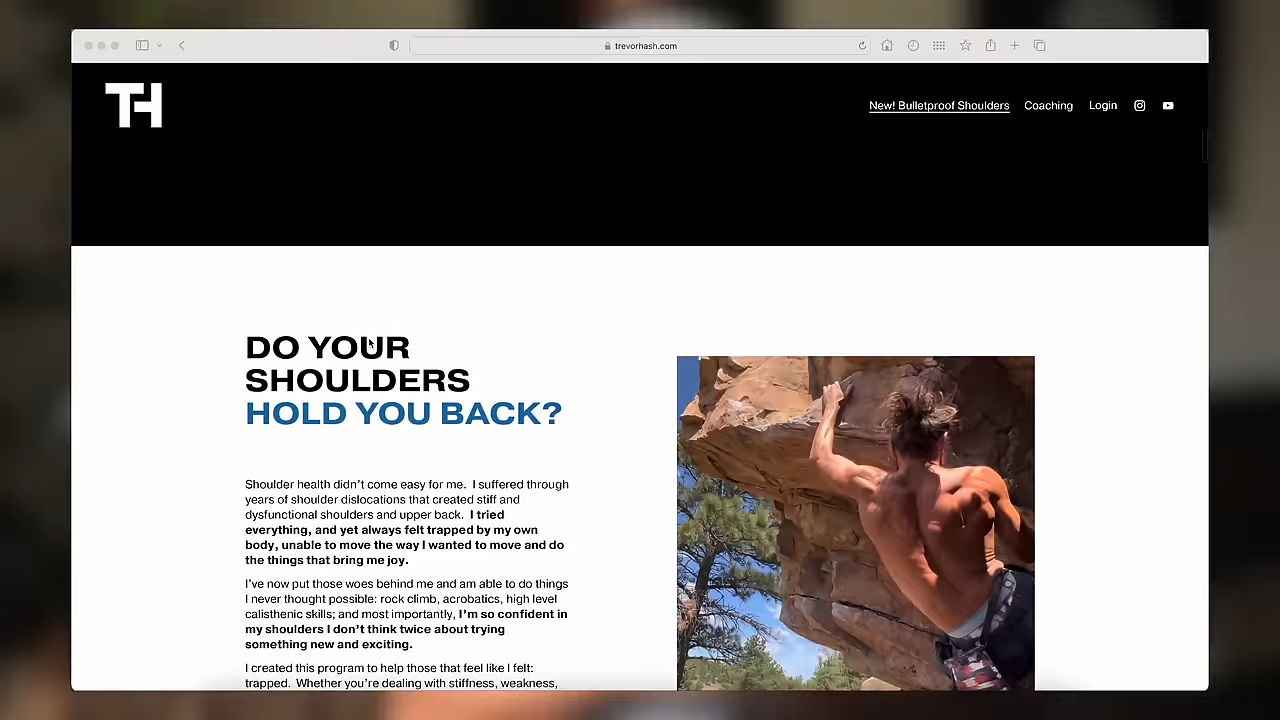 trevorhash.com
TH
New! Bulletproof Shoulders
Coaching
Login
DO YOUR
SHOULDERS
HOLD YOU BACK?
Shoulder health didn't come easy for me.  I suffered through
years of shoulder dislocations that created stiff and
dysfunctional shoulders and upper back.  I tried
everything, and yet always felt trapped by my own
body, unable to move the way I wanted to move and do
the things that bring me joy.
I've now put those woes behind me and am able to do things
I never thought possible: rock climb, acrobatics, high level
calisthenic skills; and most importantly, I'm so confident in
my shoulders I don't think twice about trying
something new and exciting.
I created this program to help those that feel like I felt:
trapped.  Whether you're dealing with stiffness, weakness,